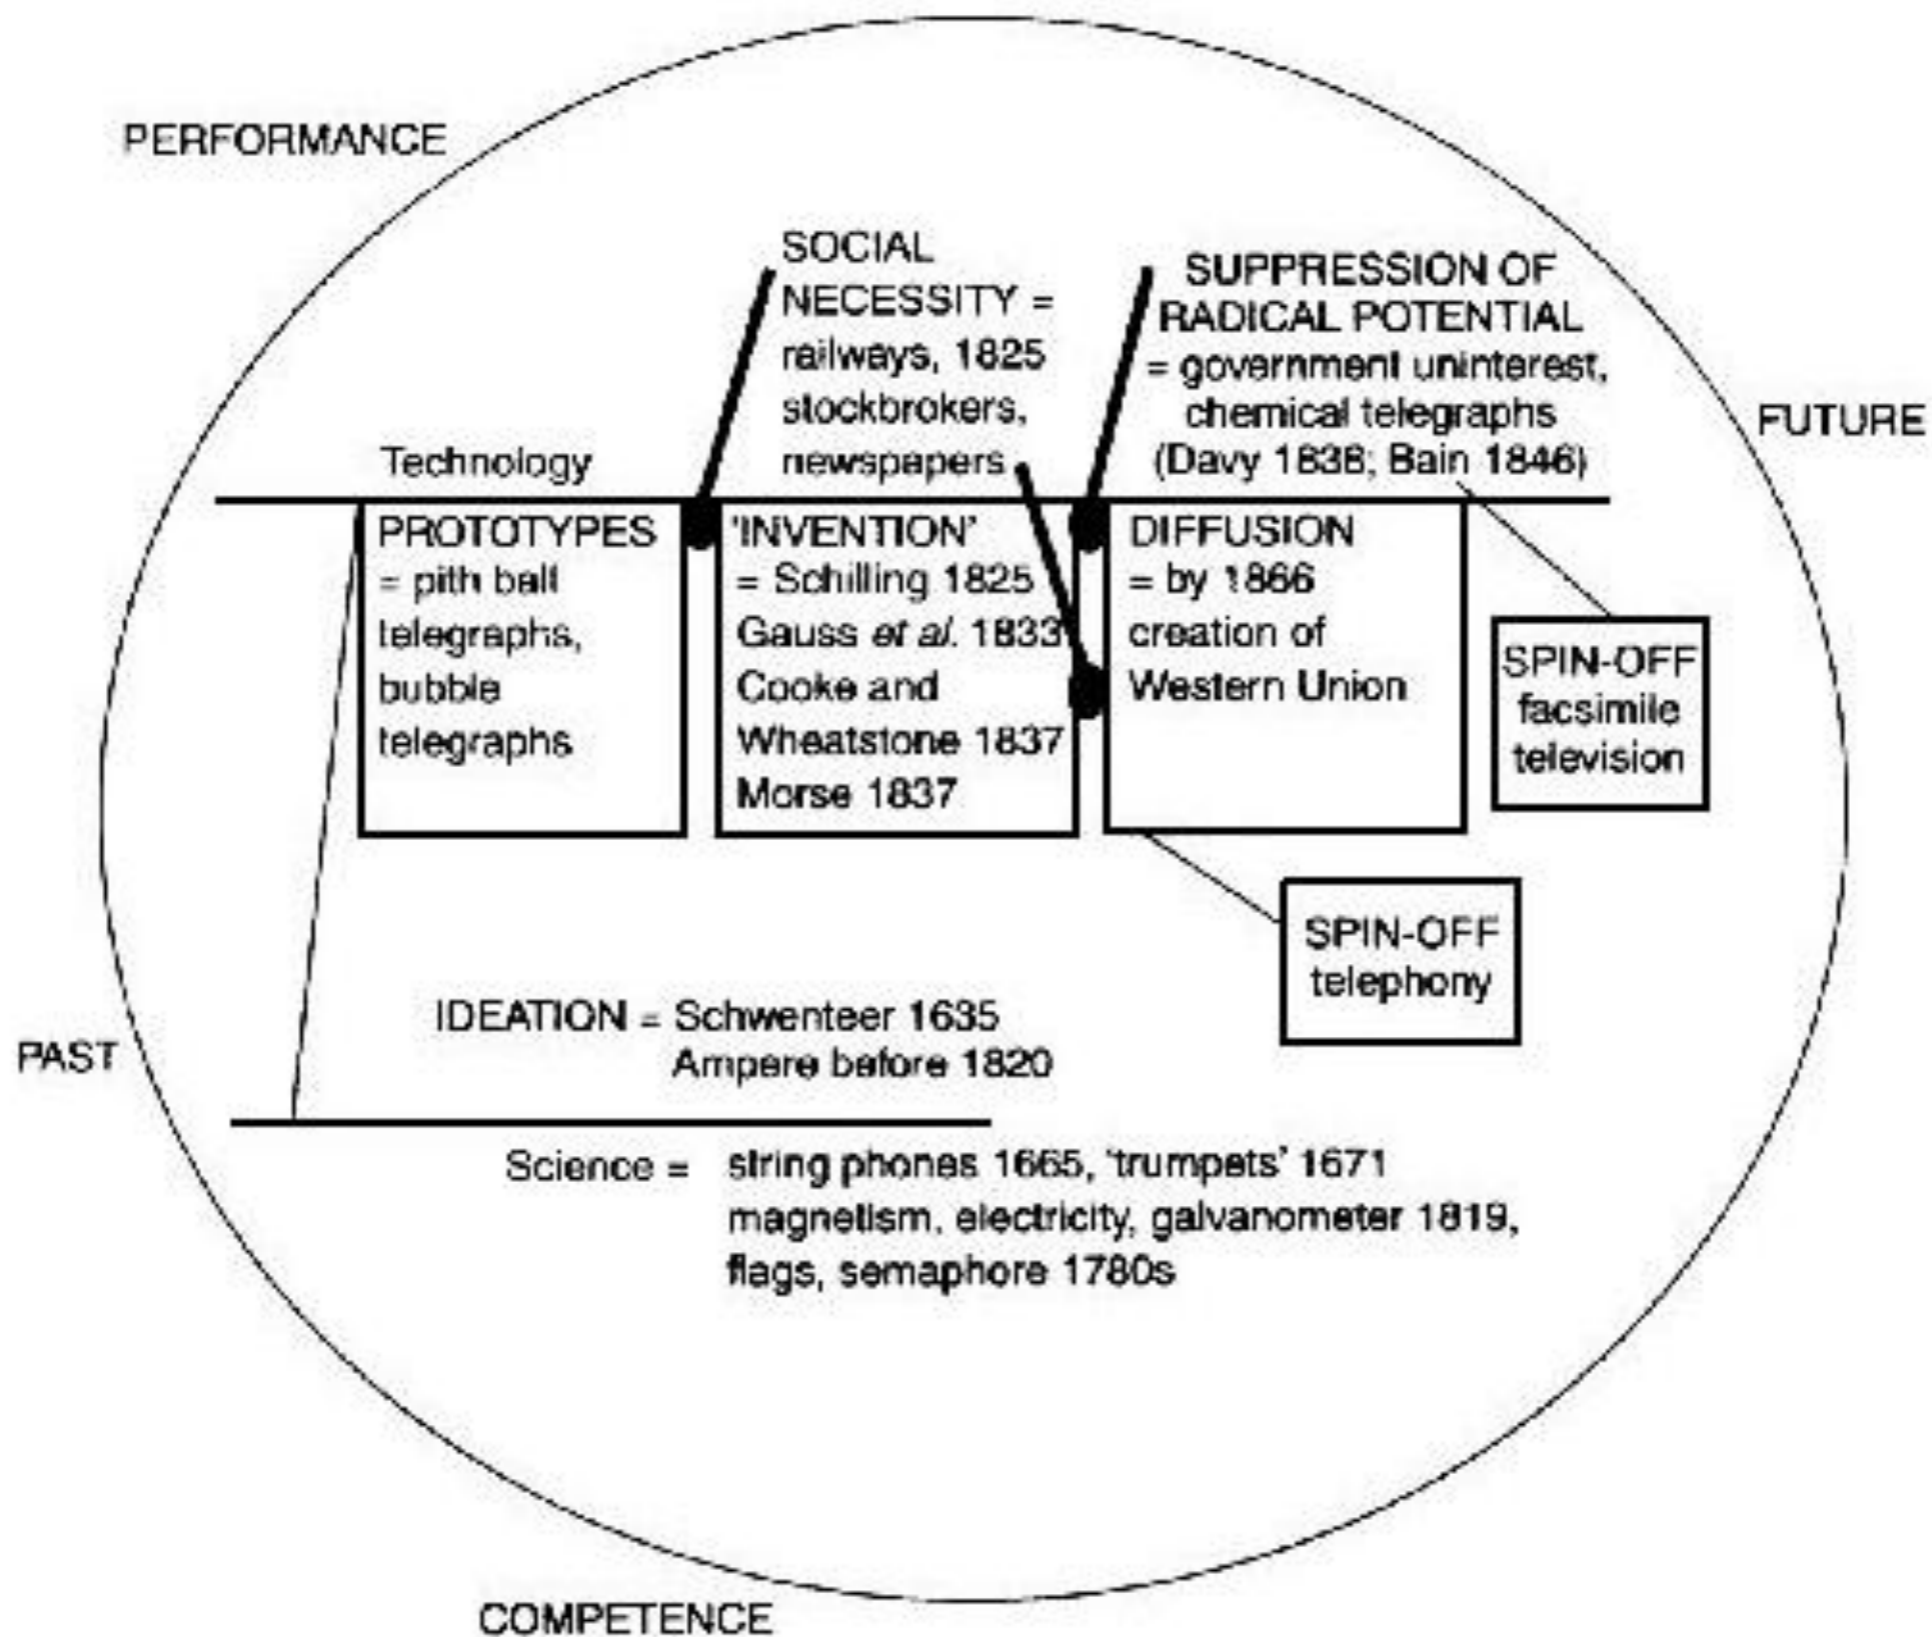 PERFORMANCE
SOCIAL
NECESSITY =
railways, 1825
stockbrokers,
newspapers
SUPPRESSION OF
RADICAL POTENTIAL
= government uninterest,
chemical telegraphs
(Davy 1838; Bain 1846)
FUTURE
Technology
PROTOTYPES
= pith ball
telegraphs,
bubble
telegraphs
'INVENTION'
= Schilling 1825
Gauss et al. 1833
Cooke and
Wheatstone 1837
Morse 1837
DIFFUSION
= by 1866
creation of
Western Union
SPIN-OFF
facsimile
television
SPIN-OFF
telephony
IDEATION = Schwenteer 1635
Ampere before 1820
PAST
Science = string phones 1665, 'trumpets' 1671
magnetism, electricity, galvanometer 1819,
flags, semaphore 1780s
COMPETENCE